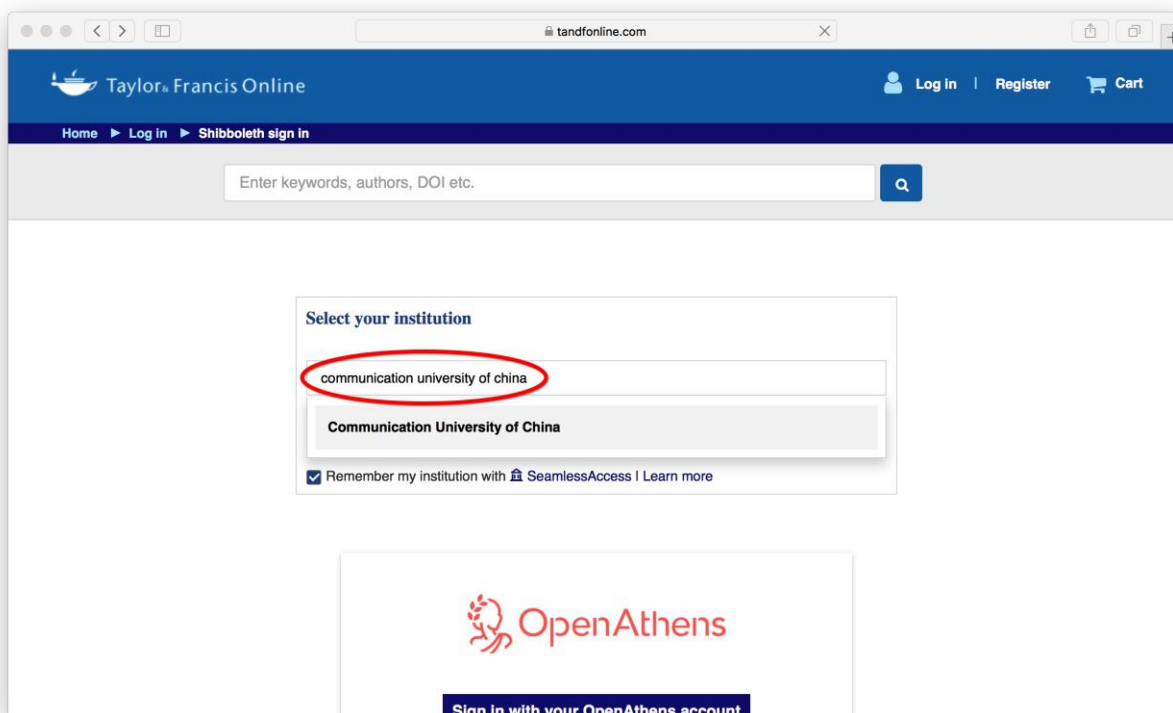 tandfonline.com
Taylor & Francis Online
Log in | Register Cart
Home ▶ Log in ▶ Shibboleth sign in
Enter keywords, authors, DOI etc.
Select your institution
communication university of china
Communication University of China
Remember my institution with SeamlessAccess | Learn more
OpenAthens
Sign in with your OpenAthens account